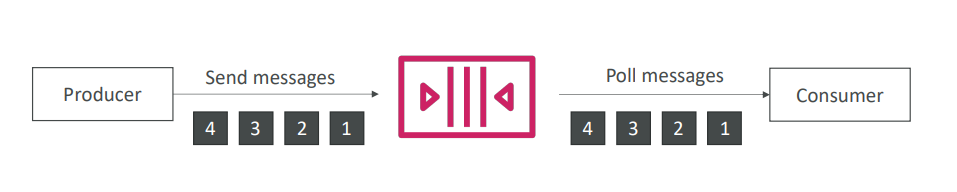 Producer
Send messages
4 3 2 1
Poll messages
4 3 2 1
Consumer